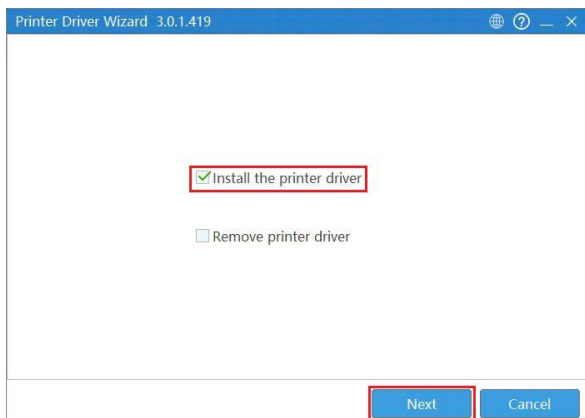 Printer Driver Wizard 3.0.1.419
Install the printer driver
Remove printer driver
Next Cancel